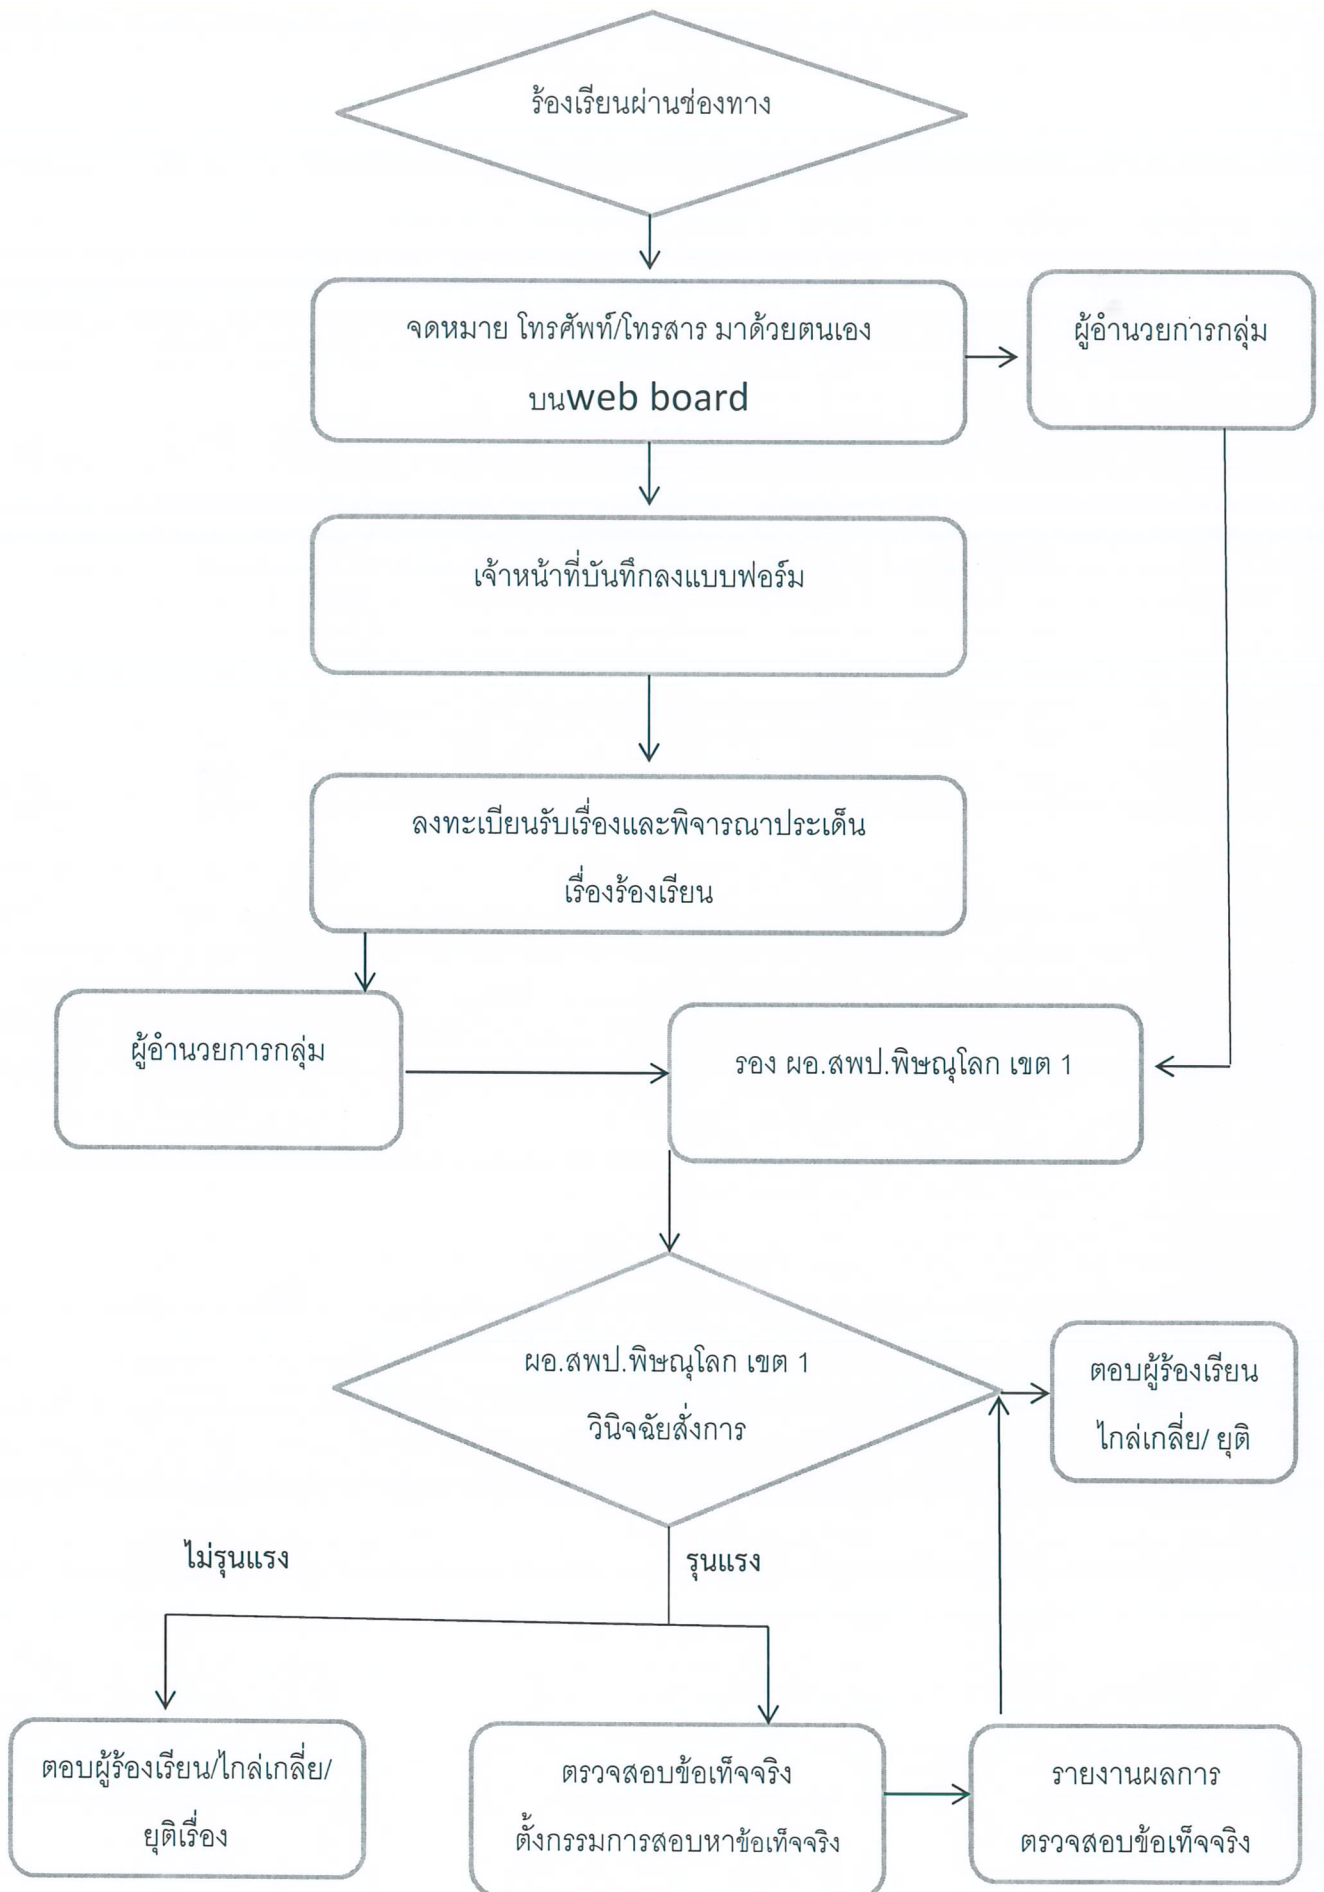 ร้องเรียนผ่านช่องทาง
จดหมาย โทรศัพท์/โทรสาร มาด้วยตนเอง
บนweb board
ผู้อำนวยการกลุ่ม
เจ้าหน้าที่บันทึกลงแบบฟอร์ม
ลงทะเบียนรับเรื่องและพิจารณาประเด็น
เรื่องร้องเรียน
ผู้อำนวยการกลุ่ม
รอง ผอ.สพป.พิษณุโลก เขต 1
ผอ.สพป.พิษณุโลก เขต 1
วินิจฉัยสั่งการ
ตอบผู้ร้องเรียน
ไกล่เกลี่ย/ ยุติ
ไม่รุนแรง
รุนแรง
ตอบผู้ร้องเรียน/ไกล่เกลี่ย/
ยุติเรื่อง
ตรวจสอบข้อเท็จจริง
ตั้งกรรมการสอบหาข้อเท็จจริง
รายงานผลการ
ตรวจสอบข้อเท็จจริง